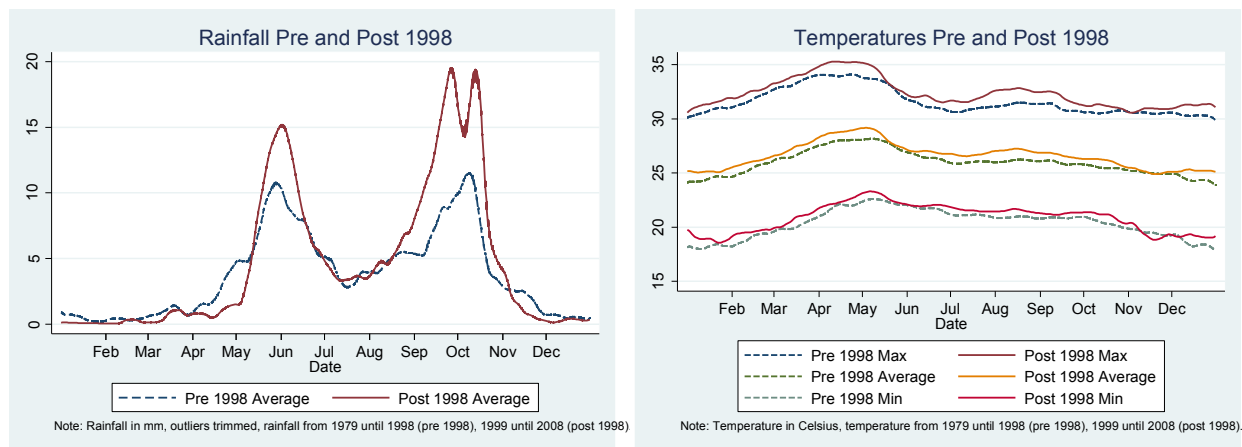 Rainfall Pre and Post 1998
20
15
10
5
0
Feb Mar Apr May Jun Jul Aug Sep Oct Nov Dec
Date
Pre 1998 Average Post 1998 Average
Note: Rainfall in mm, outliers trimmed, rainfall from 1979 until 1998 (pre 1998), 1999 until 2008 (post 1998)
Temperatures Pre and Post 1998
35
30
25
20
15
Feb Mar Apr May Jun Jul Aug Sep Oct Nov Dec
Date
Pre 1998 Max Post 1998 Max
Pre 1998 Average Post 1998 Average
Pre 1998 Min Post 1998 Min
Note: Temperature in Celsius, temperature from 1979 until 1998 (pre 1998), 1999 until 2008 (post 1998).